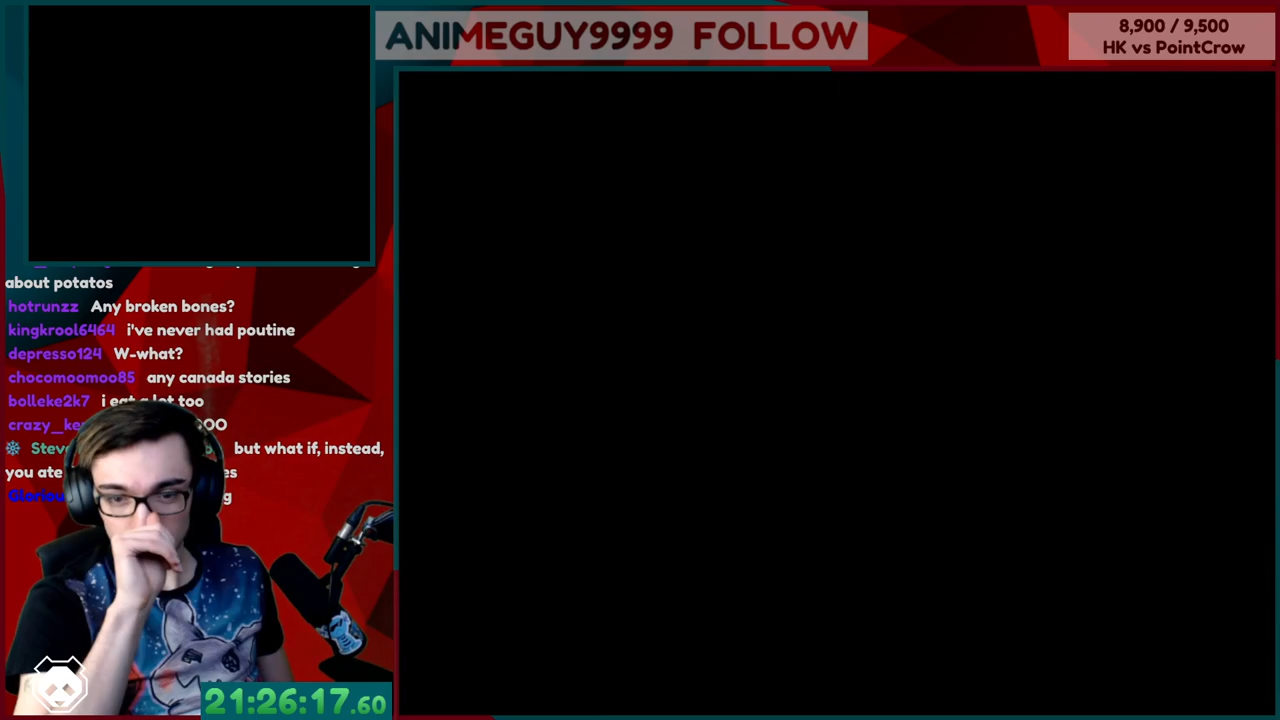 ANIMEGUY9999 FOLLOW
8,900 / 9,500
HK vs PointCrow
about potatos
hotrunzz Any broken bones?
kingkrool6464 i've never had poutine
depresso124 W-what?
chocomoomoo85 any canada stories
bolleke2k7 i eat a lot too
but what if, instead,
you ate
21:26:17.60